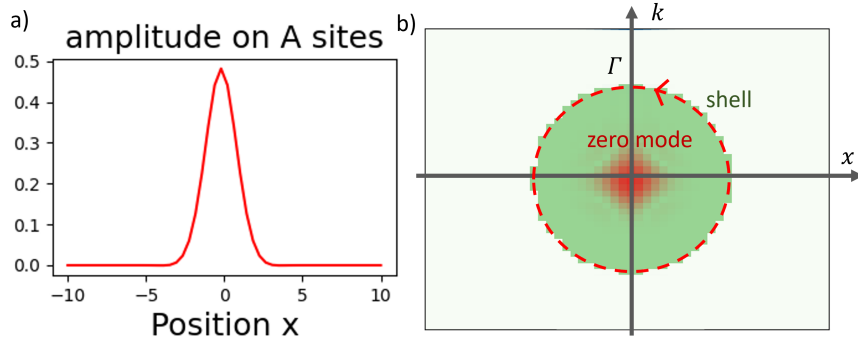 a)
amplitude on A sites
0.5
0.4
0.3
0.2
0.1
0.0
−10
−5
0
5
10
Position x
b)
k
Γ
shell
zero mode
x